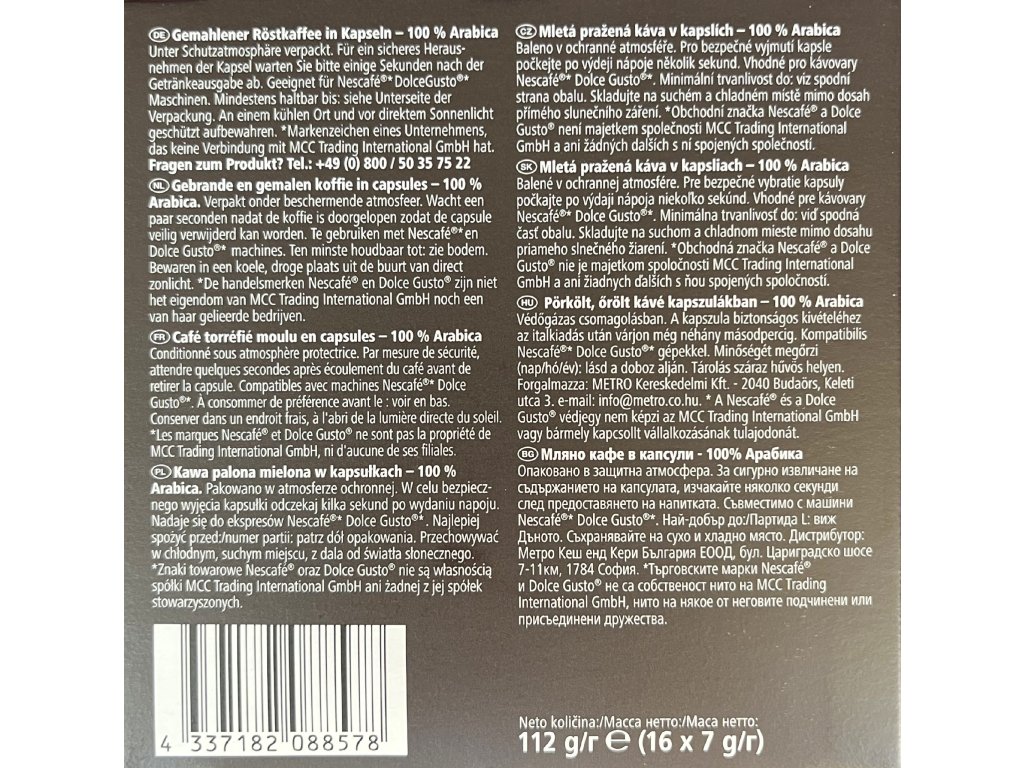 DE Gemahlener Röstkaffee in Kapseln – 100 % Arabica
Unter Schutzatmosphäre verpackt. Für ein sicheres Heraus-
nehmen der Kapsel warten Sie bitte einige Sekunden nach der
Getränkeausgabe ab. Geeignet für Nescafé®* DolceGusto®*
Maschinen. Mindestens haltbar bis: siehe Unterseite der
Verpackung. An einem kühlen Ort und vor direktem Sonnenlicht
geschützt aufbewahren. *Markenzeichen eines Unternehmens,
das keine Verbindung mit MCC Trading International GmbH hat.
Fragen zum Produkt? Tel.: +49 (0) 800 / 50 35 75 22
NL Gebrande en gemalen koffie in capsules – 100 %
Arabica. Verpakt onder beschermende atmosfeer. Wacht een
paar seconden nadat de koffie is doorgelopen zodat de capsule
veilig verwijderd kan worden. Te gebruiken met Nescafé®* en
Dolce Gusto®* machines. Ten minste houdbaar tot: zie bodem.
Bewaren in een koele, droge plaats uit de buurt van direct
zonlicht. *De handelsmerken Nescafé® en Dolce Gusto® zijn niet
het eigendom van MCC Trading International GmbH noch een
van haar gelieerde bedrijven.
FR Café torréfié moulu en capsules – 100 % Arabica
Conditionné sous atmosphère protectrice. Par mesure de sécurité,
attendre quelques secondes après écoulement du café avant de
retirer la capsule. Compatibles avec machines Nescafé®* Dolce
Gusto®*. À consommer de préférence avant le : voir en bas.
Conserver dans un endroit frais, à l'abri de la lumière directe du soleil.
*Les marques Nescafé® et Dolce Gusto® ne sont pas la propriété de
MCC Trading International GmbH, ni d'aucune de ses filiales.
PL Kawa palona mielona w kapsułkach – 100 %
Arabica. Pakowano w atmosferze ochronnej. W celu bezpiecz-
nego wyjęcia kapsułki odczekaj kilka sekund po wydaniu napoju.
Nadaje się do ekspresów Nescafé®* Dolce Gusto®*. Najlepiej
spożyć przed:/numer partii: patrz dół opakowania. Przechowywać
w chłodnym, suchym miejscu, z dala od światła słonecznego.
*Znaki towarowe Nescafé® oraz Dolce Gusto® nie są własnością
spółki MCC Trading International GmbH ani żadnej z jej spółek
stowarzyszonych.
4 337182 088578
CZ Mletá pražená káva v kapslích – 100 % Arabica
Baleno v ochranné atmosféře. Pro bezpečné vyjmutí kapsle
počkejte po výdeji nápoje několik sekund. Vhodné pro kávovary
Nescafé®* Dolce Gusto®*. Minimální trvanlivost do: viz spodní
strana obalu. Skladujte na suchém a chladném místě mimo dosah
přímého slunečního záření. *Obchodní značka Nescafé® a Dolce
Gusto® není majetkem společnosti MCC Trading International
GmbH a ani žádných dalších s ní spojených společností.
SK Mletá pražená káva v kapsliach – 100 % Arabica
Balené v ochrannej atmosfére. Pre bezpečné vybratie kapsuly
počkajte po výdaji nápoja niekoľko sekúnd. Vhodné pre kávovary
Nescafé®* Dolce Gusto®*. Minimálna trvanlivosť do: viď spodná
časť obalu. Skladujte na suchom a chladnom mieste mimo dosahu
priameho slnečného žiarení. *Obchodná značka Nescafé® a Dolce
Gusto® nie je majetkom spoločnosti MCC Trading International
GmbH a ani žiadnych ďalších s ňou spojených spoločností.
HU Pörkölt, őrölt kávé kapszulákban – 100 % Arabica
Védőgázas csomagolásban. A kapszula biztonságos kivételéhez
az italkiadás után várjon még néhány másodpercig. Kompatibilis
Nescafé®* Dolce Gusto®* gépekkel. Minőségét megőrzi
(nap/hó/év): lásd a doboz alján. Tárolás száraz hűvös helyen.
Forgalmazza: METRO Kereskedelmi Kft. - 2040 Budaörs, Keleti
utca 3. e-mail: info@metro.co.hu. * A Nescafé® és a Dolce
Gusto® védjegy nem képzi az MCC Trading International GmbH
vagy bármely kapcsolt vállalkozásának tulajdonát.
BG Мляно кафе в капсули - 100% Арабика
Опаковано в защитна атмосфера. За сигурно извличане на
съдържанието на капсулата, изчакайте няколко секунди
след предоставянето на напитката. Съвместимо с машини
Nescafé®* Dolce Gusto®*. Най-добър до:/Партида L: виж
Дъното. Съхранявайте на сухо и хладно място. Дистрибутор:
Метро Кеш енд Кери България ЕООД, бул. Цариградско шосе
7-11км, 1784 София. *Търговските марки Nescafé®
и Dolce Gusto® не са собственост нито на MCC Trading
International GmbH, нито на някое от неговите подчинени или
присъединени дружества.
Neto količina:/Масса нетто:/Маса нетто:
112 g/г ℮ (16 x 7 g/г)